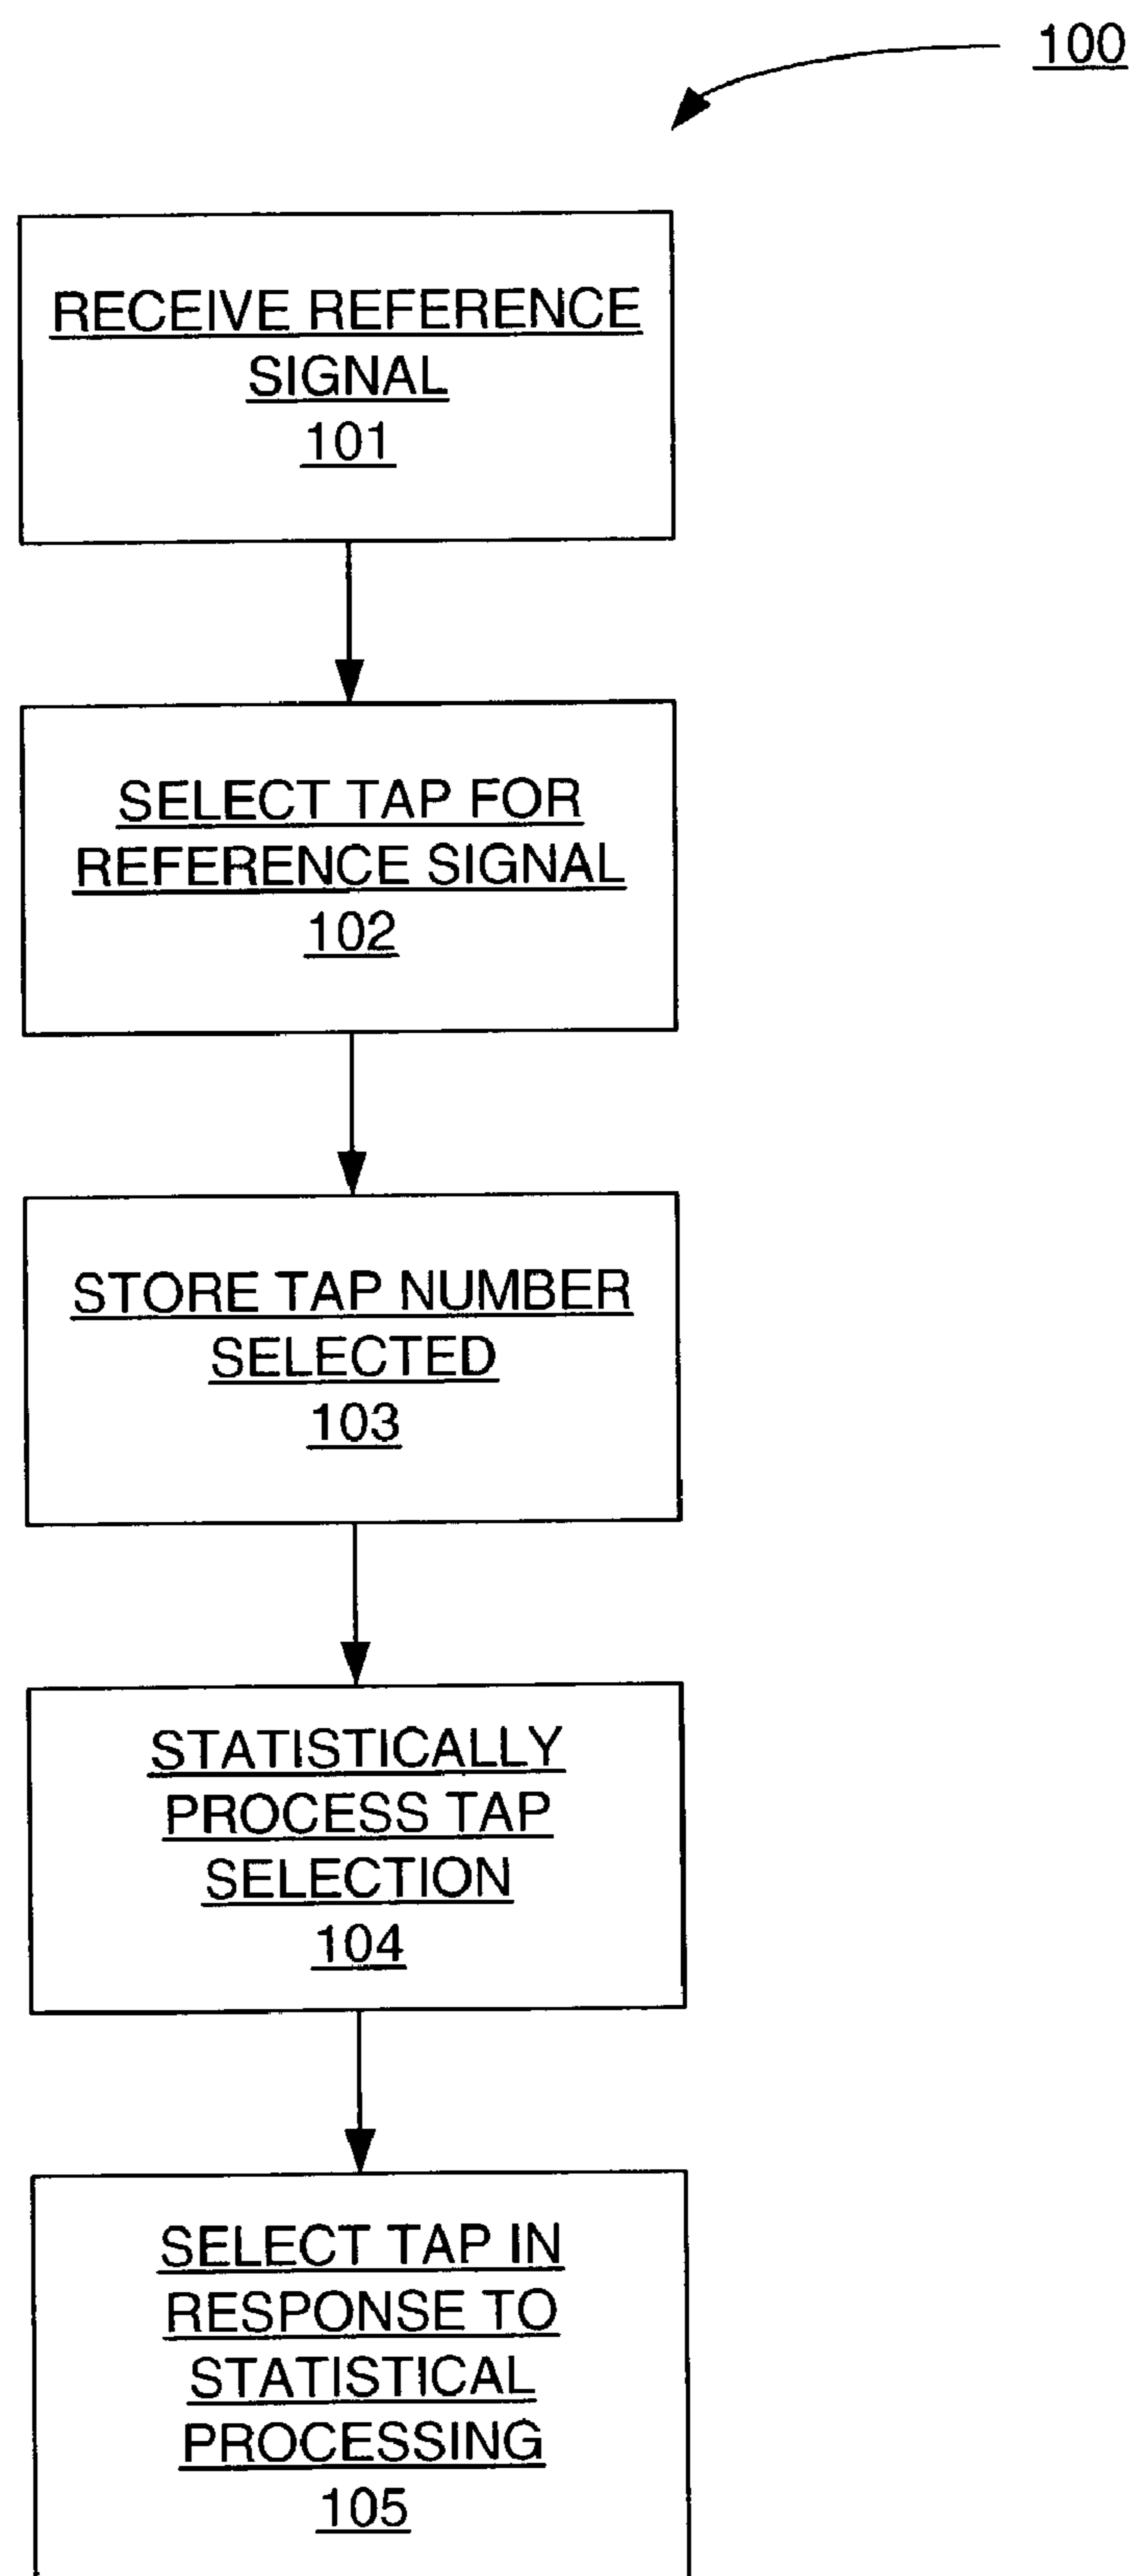 100
RECEIVE REFERENCE
SIGNAL
101
SELECT TAP FOR
REFERENCE SIGNAL
102
STORE TAP NUMBER
SELECTED
103
STATISTICALLY
PROCESS TAP
SELECTION
104
SELECT TAP IN
RESPONSE TO
STATISTICAL
PROCESSING
105